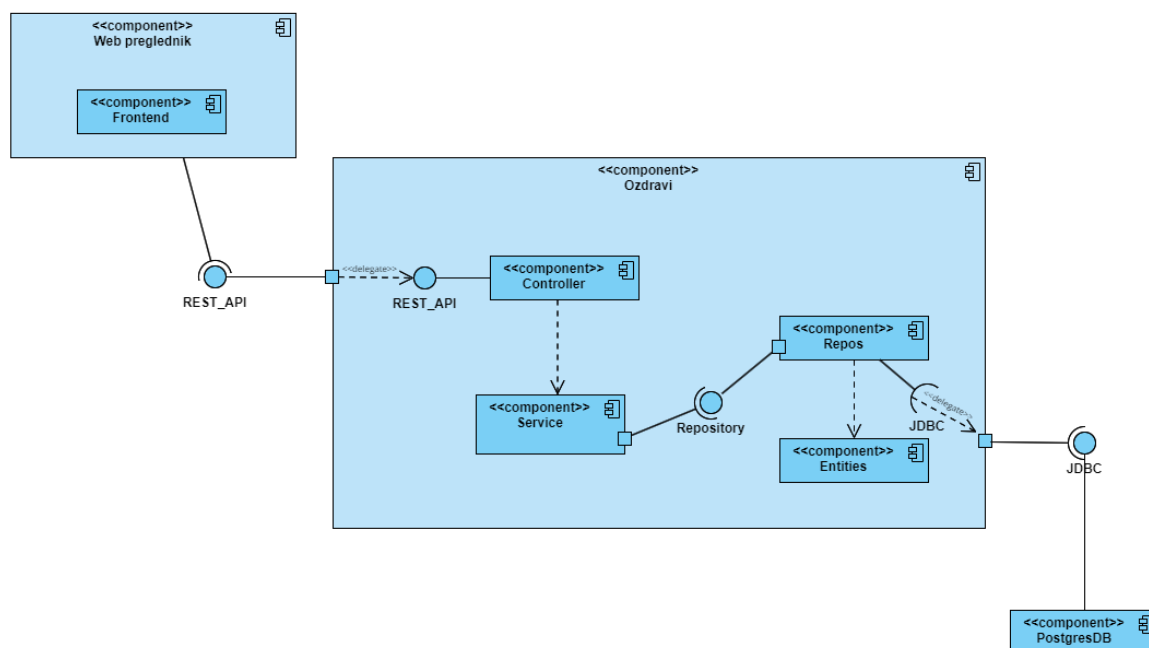 <<component>>
Web preglednik
<<component>>
Frontend
<<component>>
Ozdravi
REST_API
<<delegate>>
REST_API
<<component>>
Controller
<<component>>
Service
Repository
<<component>>
Repos
<<delegate>>
JDBC
<<component>>
Entities
JDBC
<<component>>
PostgresDB